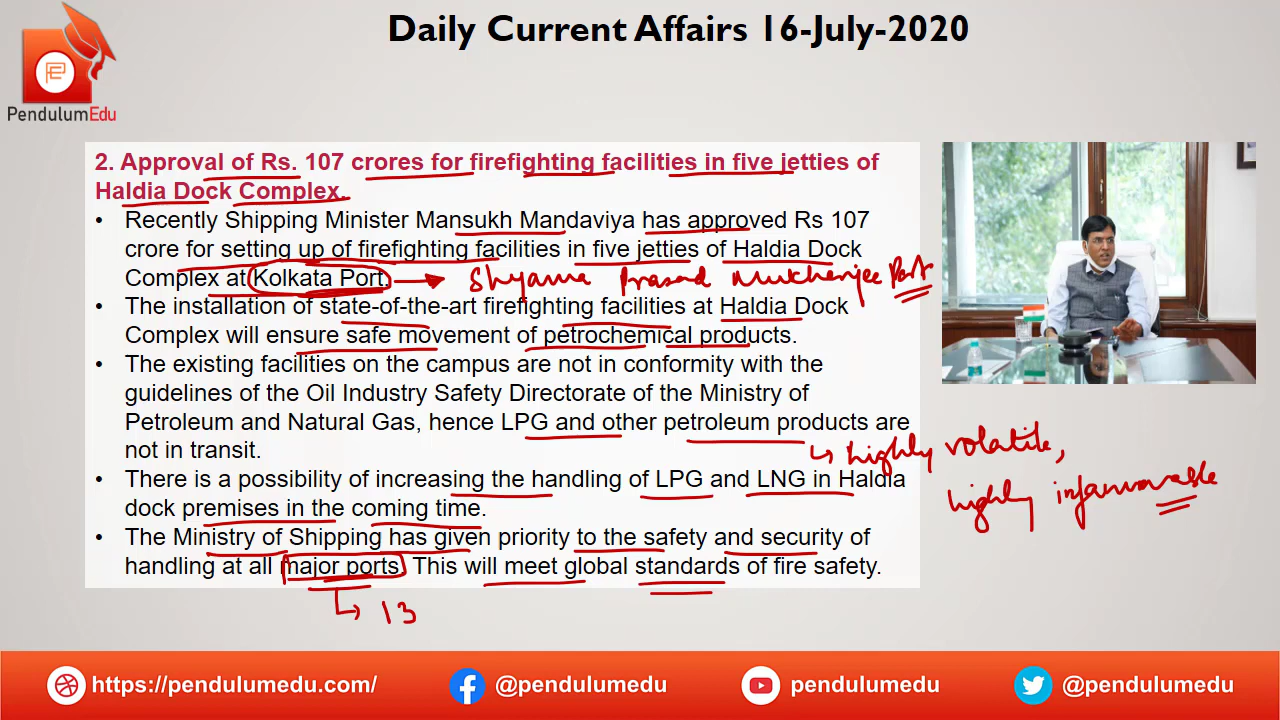 Daily Current Affairs 16-July-2020
PendulumEdu
2. Approval of Rs. 107 crores for firefighting facilities in five jetties of
Haldia Dock Complex.
• Recently Shipping Minister Mansukh Mandaviya has approved Rs 107
crore for setting up of firefighting facilities in five jetties of Haldia Dock
Complex at Kolkata Port. → Shyama Prasad Mukherjee Port
• The installation of state-of-the-art firefighting facilities at Haldia Dock
Complex will ensure safe movement of petrochemical products.
• The existing facilities on the campus are not in conformity with the
guidelines of the Oil Industry Safety Directorate of the Ministry of
Petroleum and Natural Gas, hence LPG and other petroleum products are
not in transit.
↳ highly volatile,
highly
• There is a possibility of increasing the handling of LPG and LNG in Haldia
dock premises in the coming time.
• The Ministry of Shipping has given priority to the safety and security of
handling at all major ports. This will meet global standards of fire safety.
↳ 13
https://pendulumedu.com/
@pendulumedu
pendulumedu
@pendulumedu